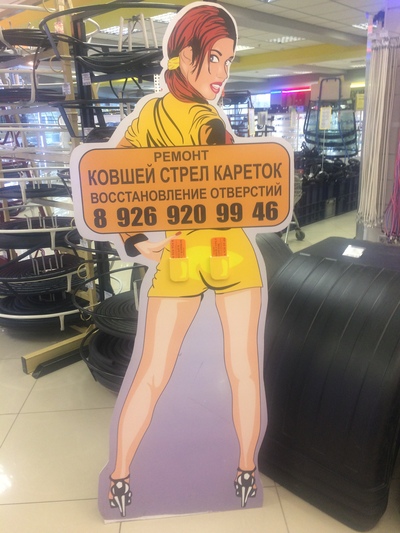 РЕМОНТ
КОВШЕЙ СТРЕЛ КАРЕТОК
ВОССТАНОВЛЕНИЕ ОТВЕРСТИЙ
8 926 920 99 46